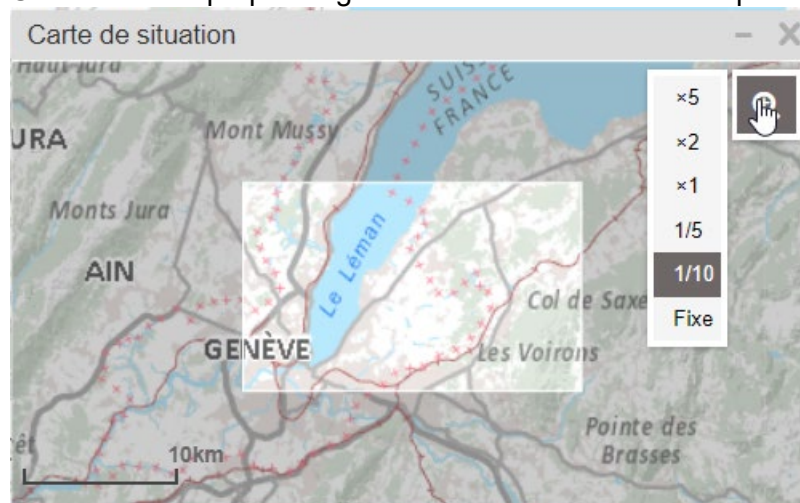 Carte de situation
Haut-Jura
SUISSE
FRANCE
×5
×2
×1
1/5
1/10
Fixe
URA
Mont Mussy
Monts Jura
AIN
Le Léman
GENÈVE
Col de Saxe
Les Voirons
Pointe des
Brasses
10km